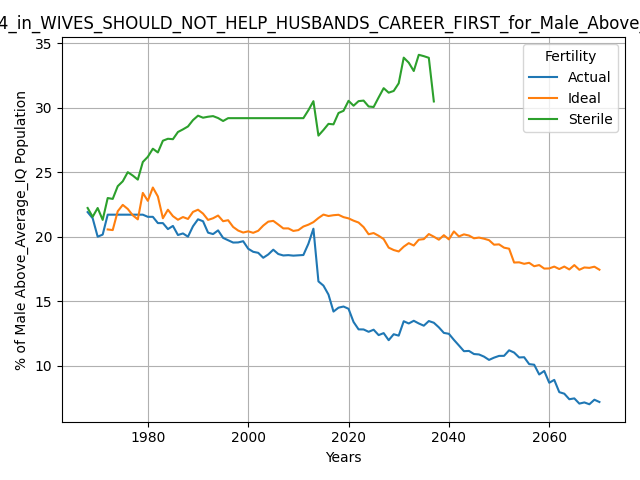 4_in_WIVES_SHOULD_NOT_HELP_HUSBANDS_CAREER_FIRST_for_Male_Above_
35
30
25
20
15
10
% of Male Above_Average_IQ Population
Fertility
Actual
Ideal
Sterile
1980
2000
2020
2040
2060
Years